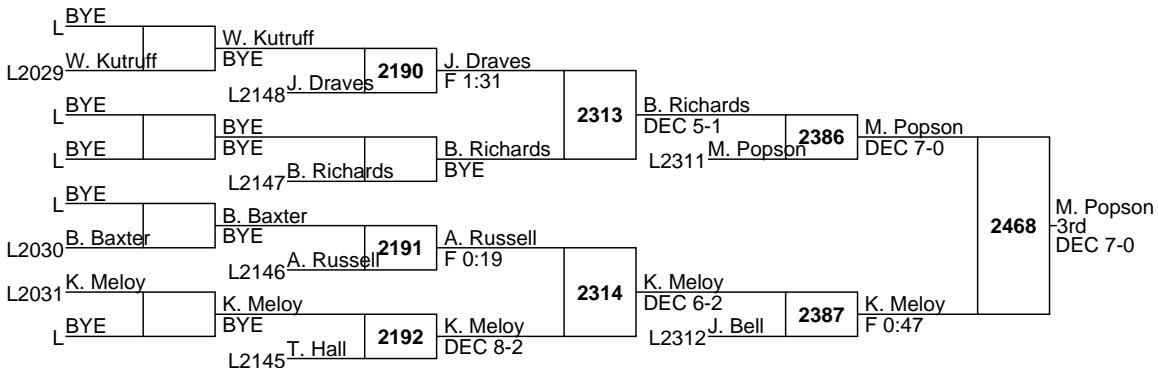 L BYE
L2029 W. Kutruff
W. Kutruff
BYE
L2148 J. Draves
2190
J. Draves
F 1:31
L BYE
L BYE
BYE
BYE
L2147 B. Richards
B. Richards
BYE
2313
B. Richards
DEC 5-1
L2311 M. Popson
2386
M. Popson
DEC 7-0
L BYE
L2030 B. Baxter
B. Baxter
BYE
L2146 A. Russell
2191
A. Russell
F 0:19
L2031 K. Meloy
L BYE
K. Meloy
BYE
L2145 T. Hall
2192
K. Meloy
DEC 8-2
2314
K. Meloy
DEC 6-2
L2312 J. Bell
2387
K. Meloy
F 0:47
2468
M. Popson
3rd
DEC 7-0